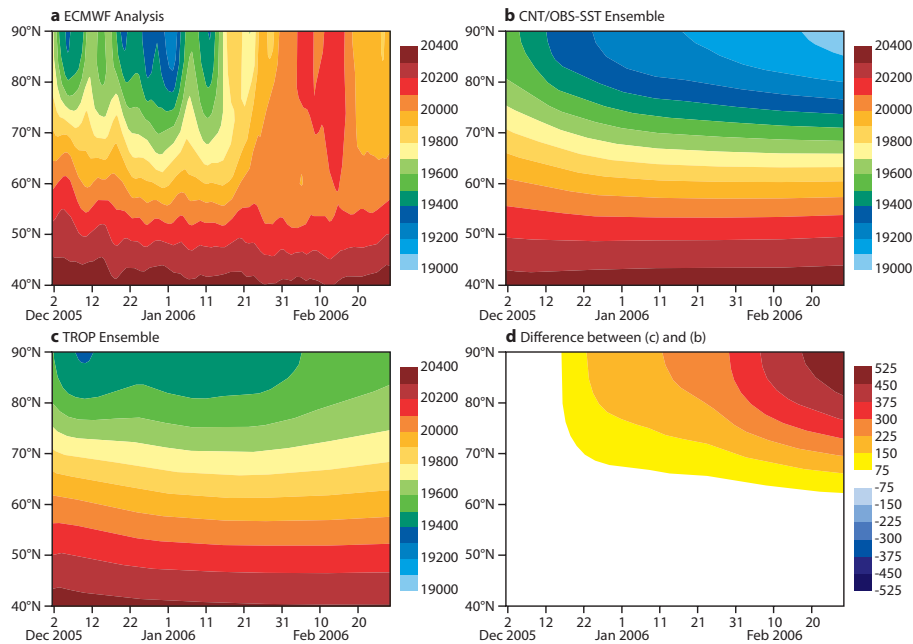 a ECMWF Analysis
90°N
80°N
70°N
60°N
50°N
40°N
2 12 22 1 11 21 31 10 20
Dec 2005 Jan 2006 Feb 2006
20400
20200
20000
19800
19600
19400
19200
19000
b CNT/OBS-SST Ensemble
90°N
80°N
70°N
60°N
50°N
40°N
2 12 22 1 11 21 31 10 20
Dec 2005 Jan 2006 Feb 2006
20400
20200
20000
19800
19600
19400
19200
19000
c TROP Ensemble
90°N
80°N
70°N
60°N
50°N
40°N
2 12 22 1 11 21 31 10 20
Dec 2005 Jan 2006 Feb 2006
20400
20200
20000
19800
19600
19400
19200
19000
d Difference between (c) and (b)
90°N
80°N
70°N
60°N
50°N
40°N
2 12 22 1 11 21 31 10 20
Dec 2005 Jan 2006 Feb 2006
525
450
375
300
225
150
75
-75
-150
-225
-300
-375
-450
-525